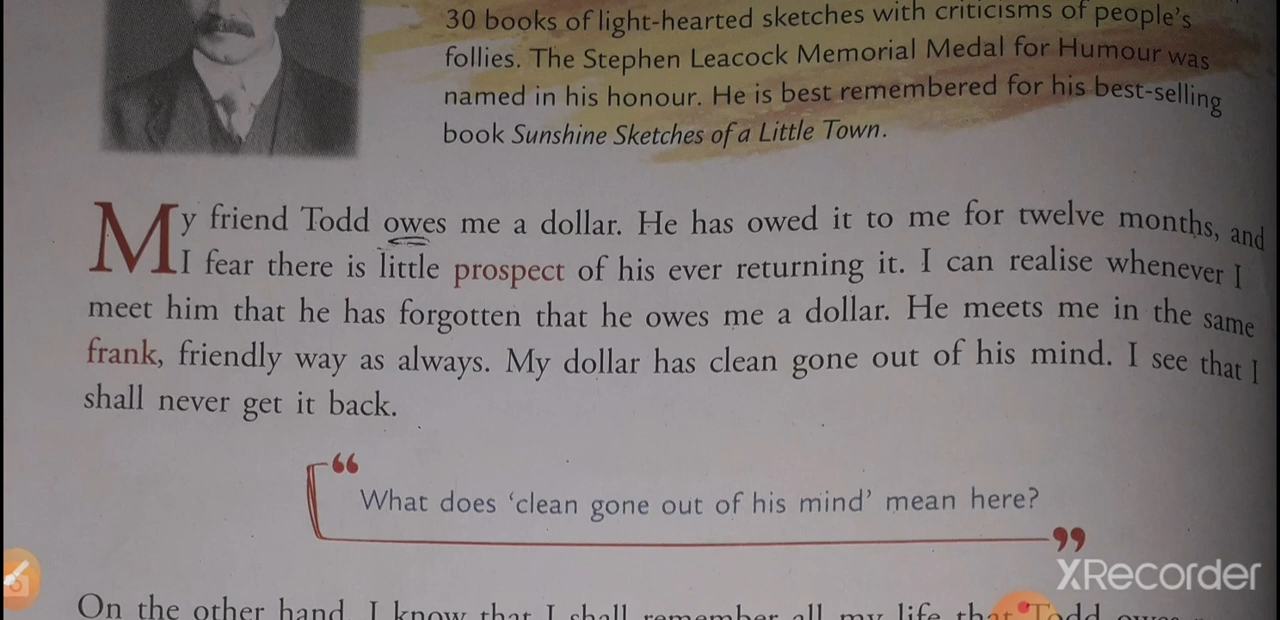 30 books of light-hearted sketches with criticisms of people's
follies. The Stephen Leacock Memorial Medal for Humour was
named in his honour. He is best remembered for his best-selling
book Sunshine Sketches of a Little Town.
My friend Todd owes me a dollar. He has owed it to me for twelve months, and
I fear there is little prospect of his ever returning it. I can realise whenever I
meet him that he has forgotten that he owes me a dollar. He meets me in the same
frank, friendly way as always. My dollar has clean gone out of his mind. I see that I
shall never get it back.
“What does ‘clean gone out of his mind’ mean here?”
XRecorder
On the other hand, I know that I shall remember all my life that Todd owes